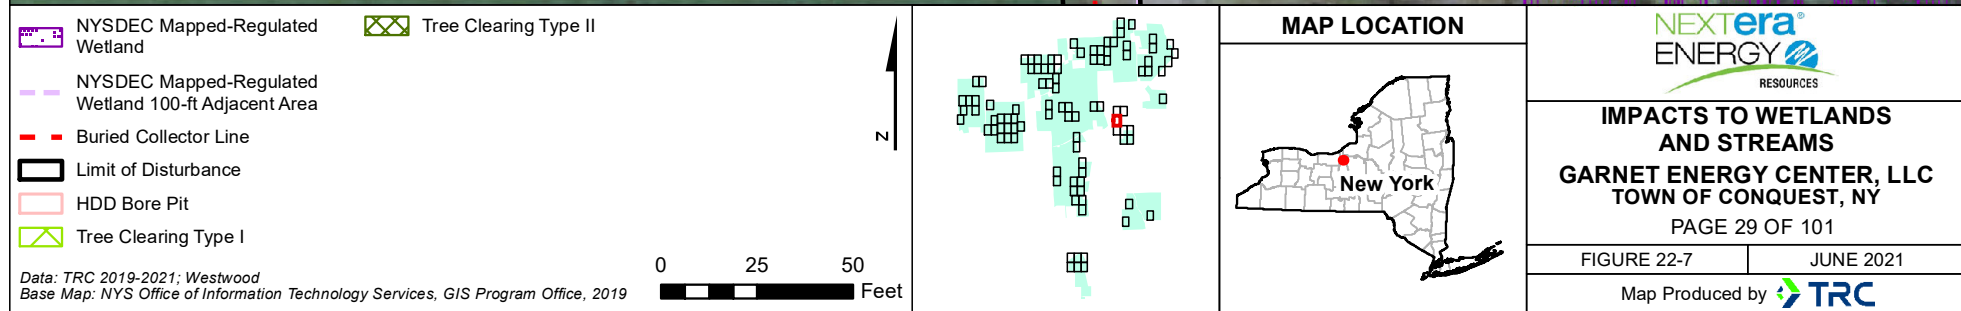 NYSDEC Mapped-Regulated
Wetland
NYSDEC Mapped-Regulated
Wetland 100-ft Adjacent Area
Buried Collector Line
Limit of Disturbance
HDD Bore Pit
Tree Clearing Type I
Tree Clearing Type II
Data: TRC 2019-2021; Westwood
Base Map: NYS Office of Information Technology Services, GIS Program Office, 2019
N
0 25 50
Feet
MAP LOCATION
New York
NEXTera®
ENERGY
RESOURCES
IMPACTS TO WETLANDS
AND STREAMS
GARNET ENERGY CENTER, LLC
TOWN OF CONQUEST, NY
PAGE 29 OF 101
FIGURE 22-7 JUNE 2021
Map Produced by TRC